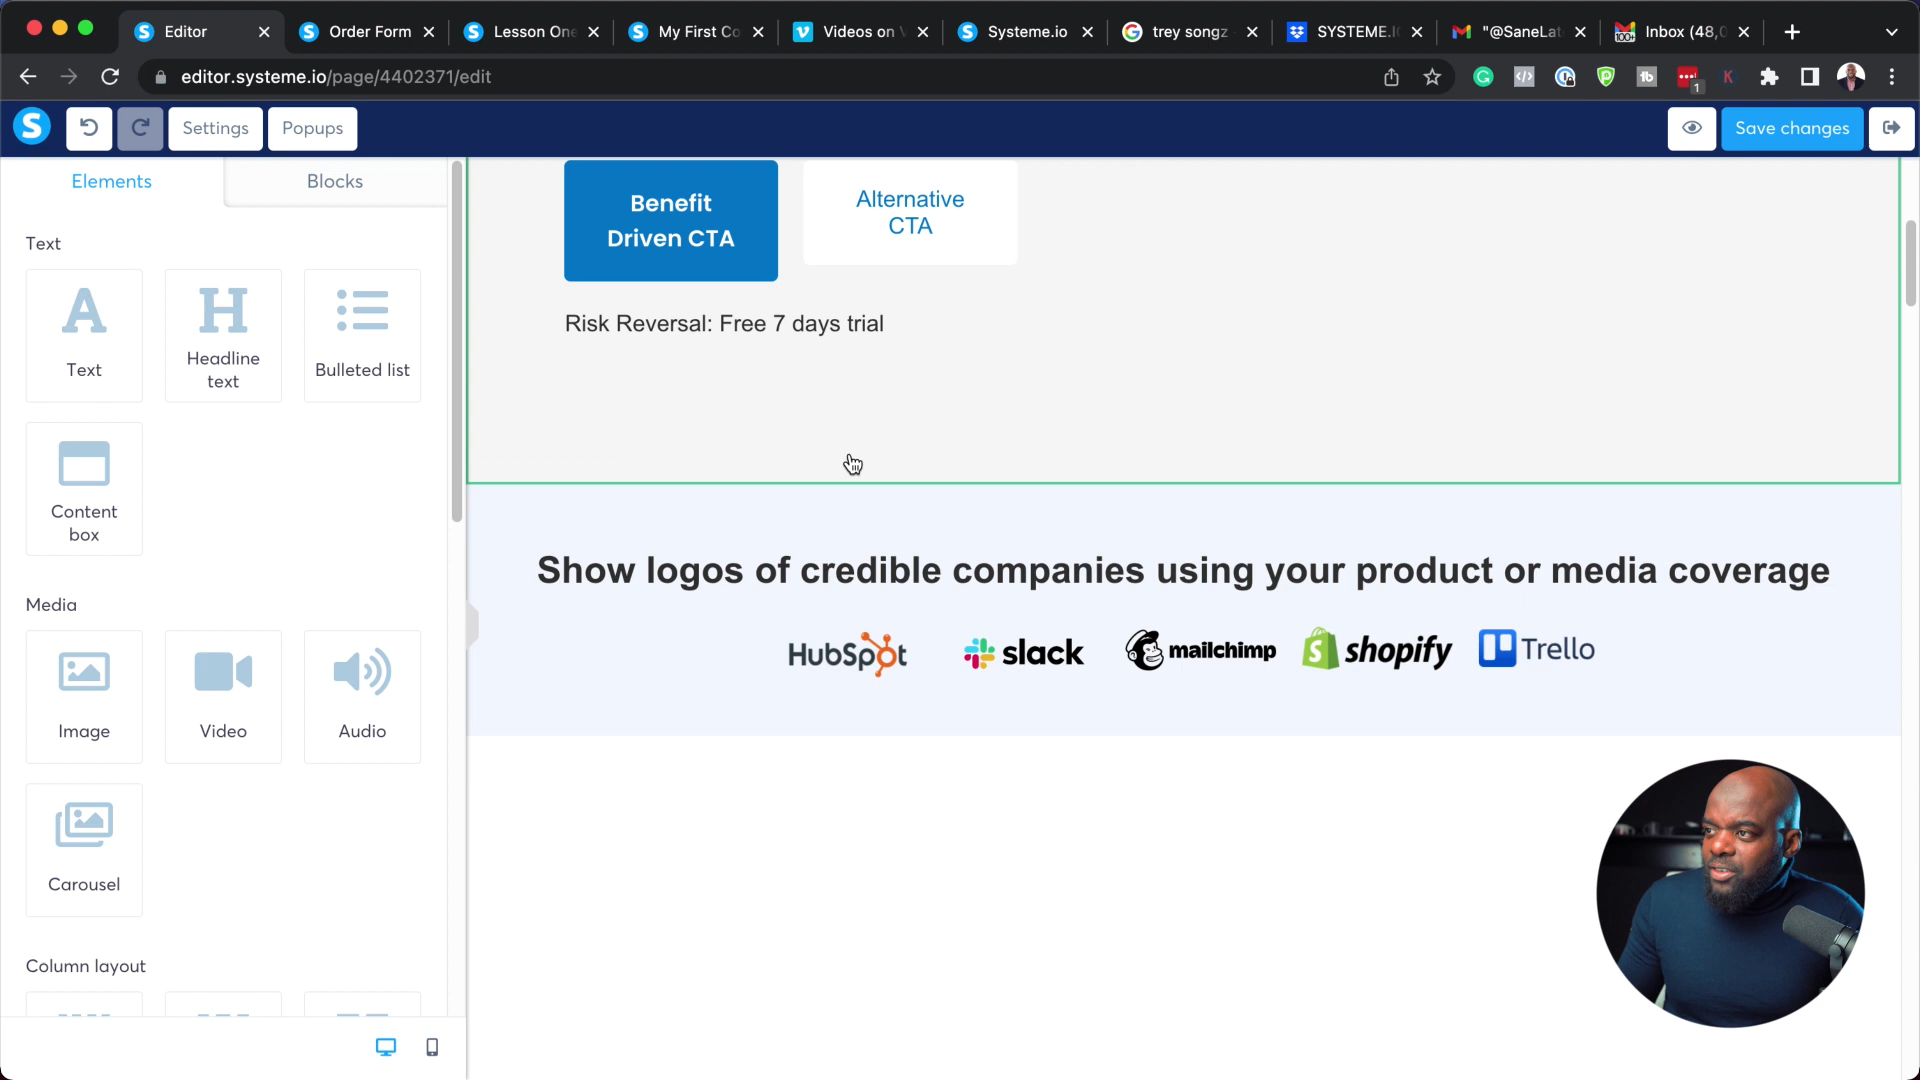 Editor
Order Form
Lesson One
My First Co
Videos on V
Systeme.io
trey songz
SYSTEME.I
"@SaneLat
Inbox (48,0
editor.systeme.io/page/4402371/edit
1
Settings
Popups
Save changes
Elements
Blocks
Text
Text
Headline
text
Bulleted list
Content
box
Media
Image
Video
Audio
Carousel
Column layout
Benefit
Driven CTA
Alternative
CTA
Risk Reversal: Free 7 days trial
Show logos of credible companies using your product or media coverage
HubSpot
slack
mailchimp
shopify
Trello